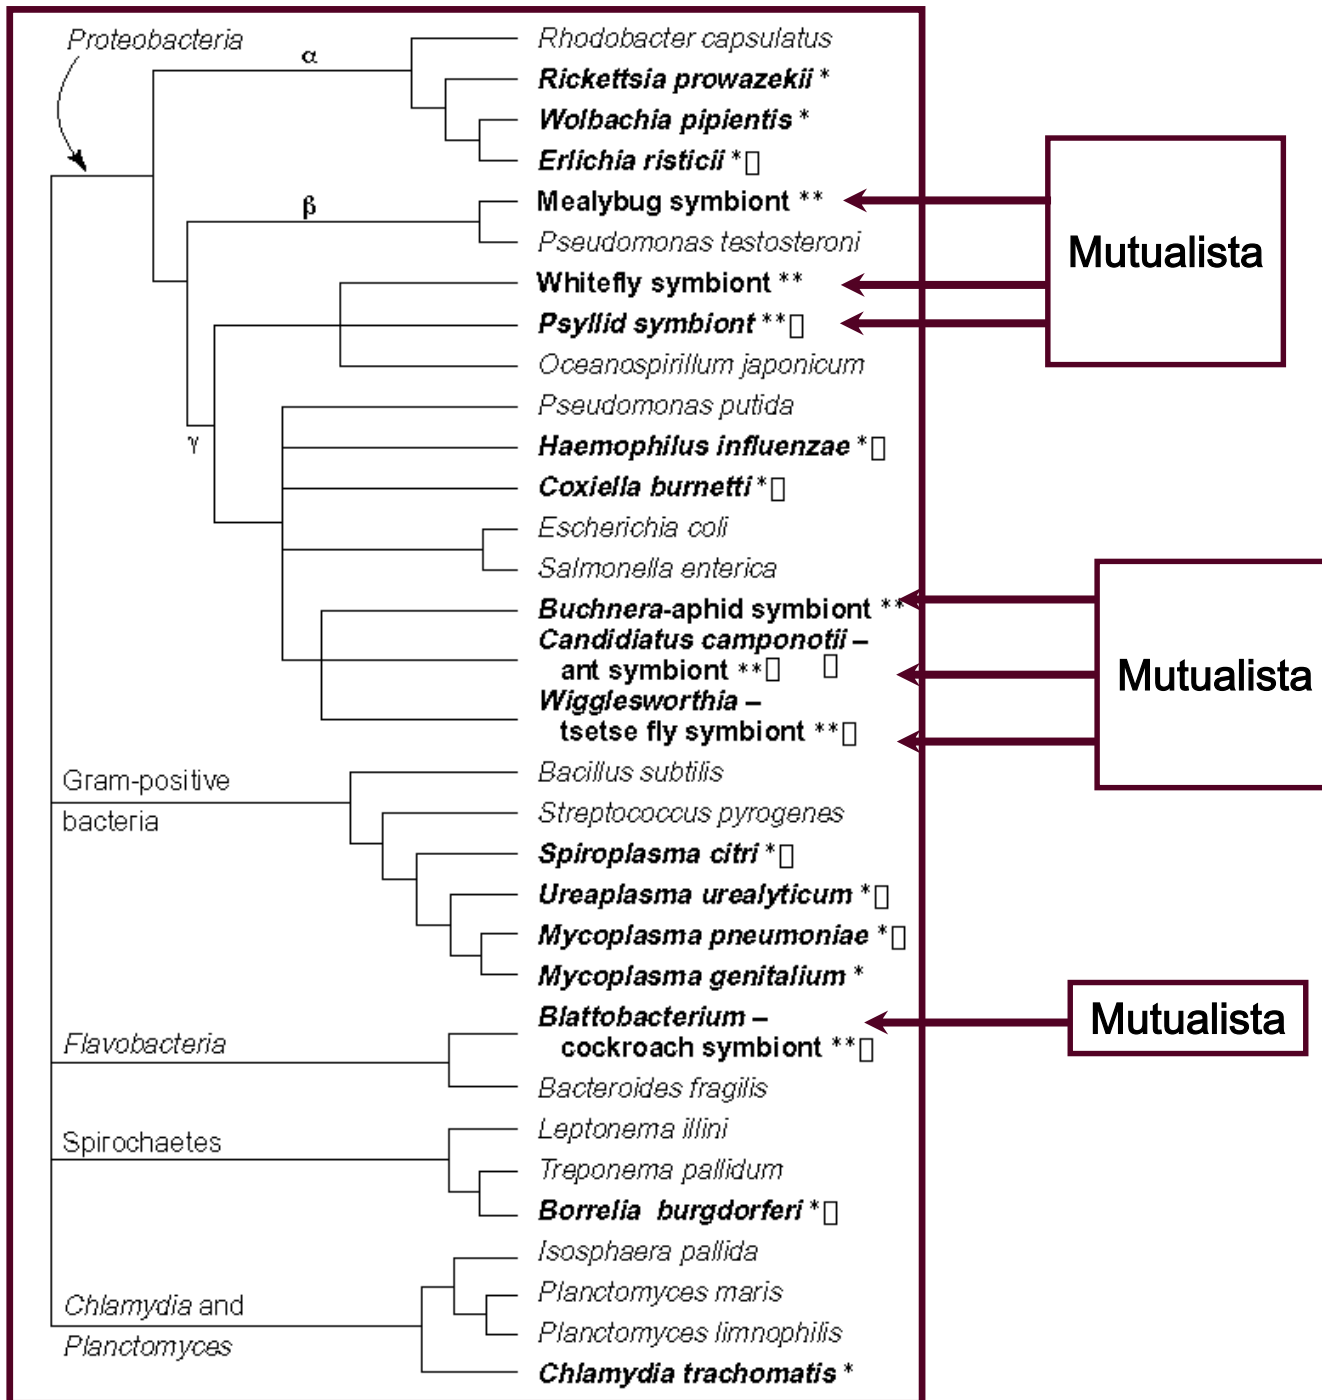 Proteobacteria
α
Rhodobacter capsulatus
Rickettsia prowazekii *
Wolbachia pipientis *
Erlichia risticii *▯
β
Mealybug symbiont **
Pseudomonas testosteroni
Whitefly symbiont **
Psyllid symbiont **▯
Oceanospirillum japonicum
Mutualista
γ
Pseudomonas putida
Haemophilus influenzae *▯
Coxiella burnetti *▯
Escherichia coli
Salmonella enterica
Buchnera-aphid symbiont **
Candidiatus camponotii –
ant symbiont **▯ ▯
Wigglesworthia –
tsetse fly symbiont **▯
Mutualista
Gram-positive
bacteria
Bacillus subtilis
Streptococcus pyrogenes
Spiroplasma citri *▯
Ureaplasma urealyticum *▯
Mycoplasma pneumoniae *▯
Mycoplasma genitalium *
Flavobacteria
Blattobacterium –
cockroach symbiont **▯
Bacteroides fragilis
Mutualista
Spirochaetes
Leptonema illini
Treponema pallidum
Borrelia burgdorferi *▯
Chlamydia and
Planctomyces
Isosphaera pallida
Planctomyces maris
Planctomyces limnophilis
Chlamydia trachomatis *